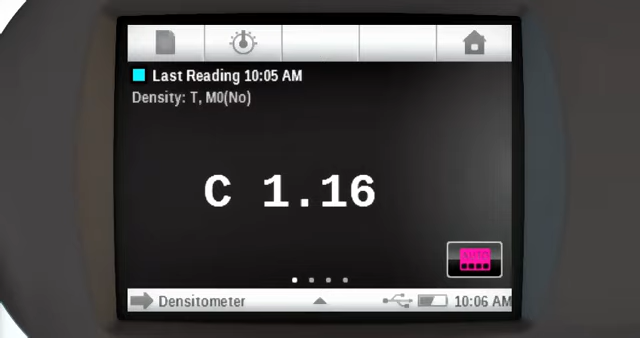 Last Reading 10:05 AM
Density: T, M0(No)
C 1.16
Densitometer
10:06 AM